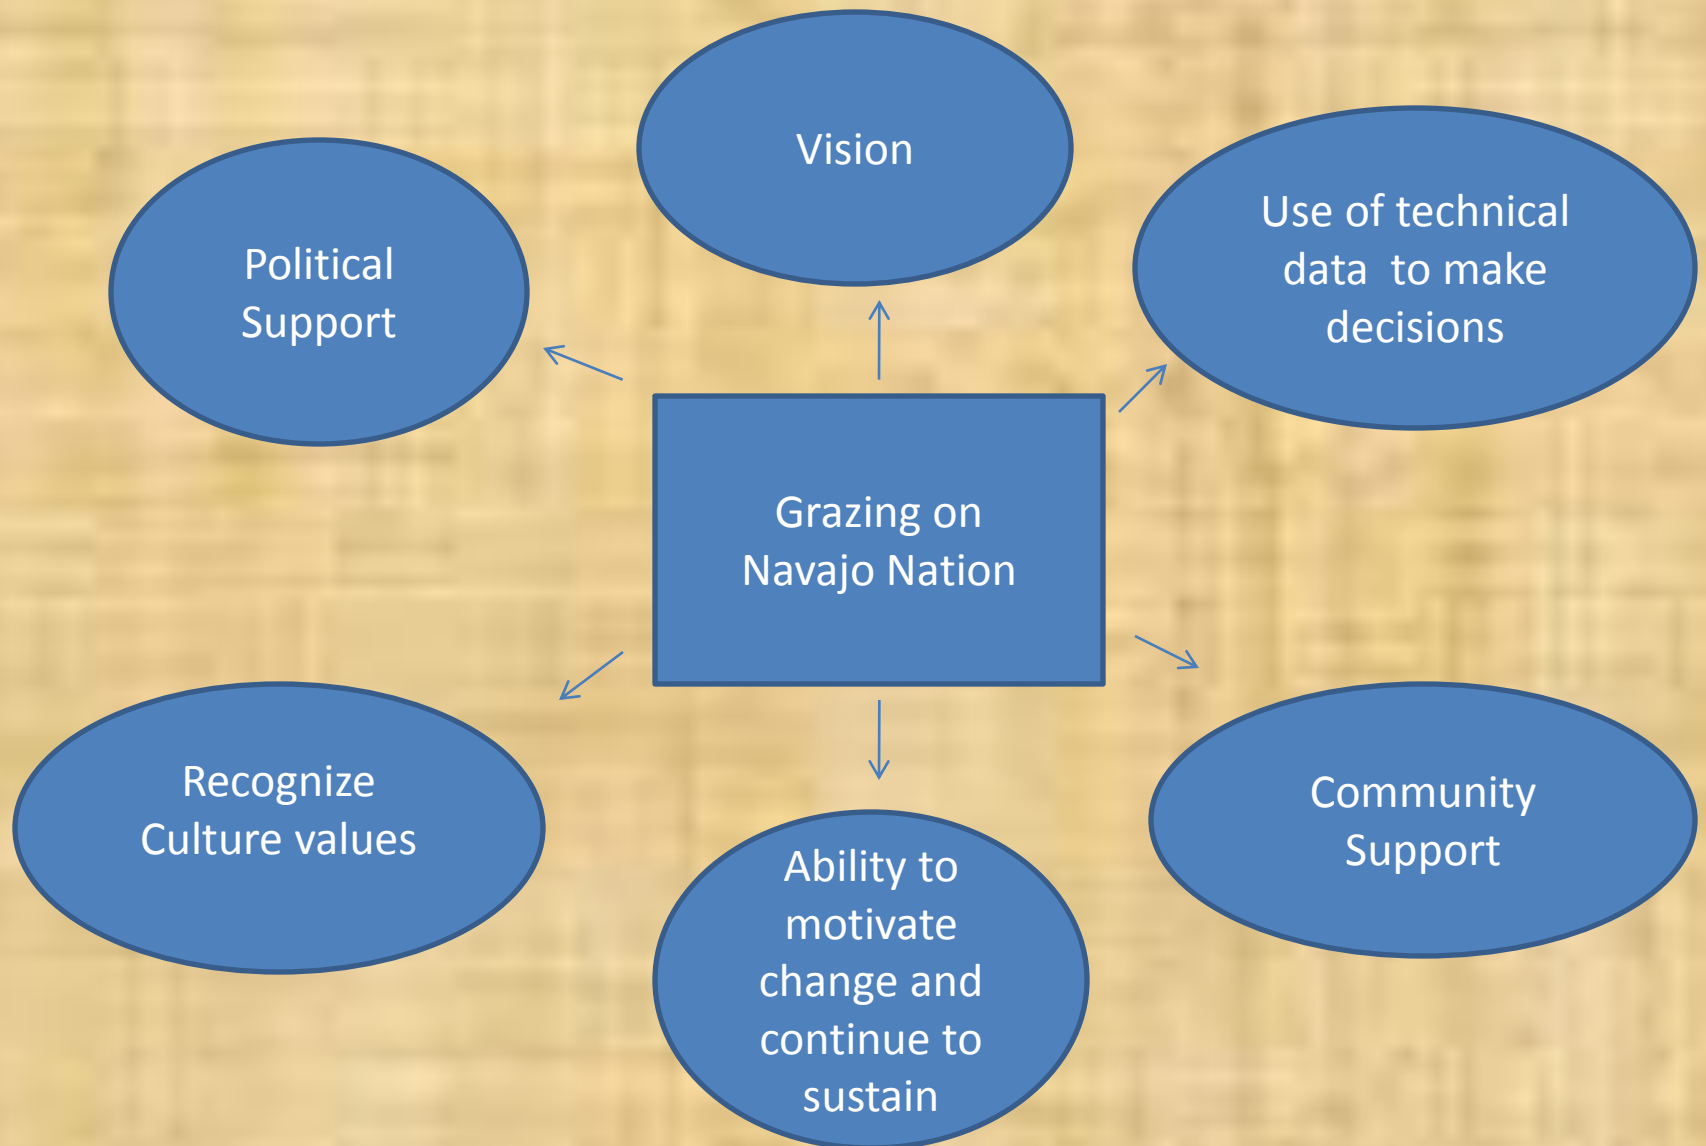 Vision
Political
Support
Use of technical
data  to make
decisions
Grazing on
Navajo Nation
Recognize
Culture values
Community
Support
Ability to
motivate
change and
continue to
sustain